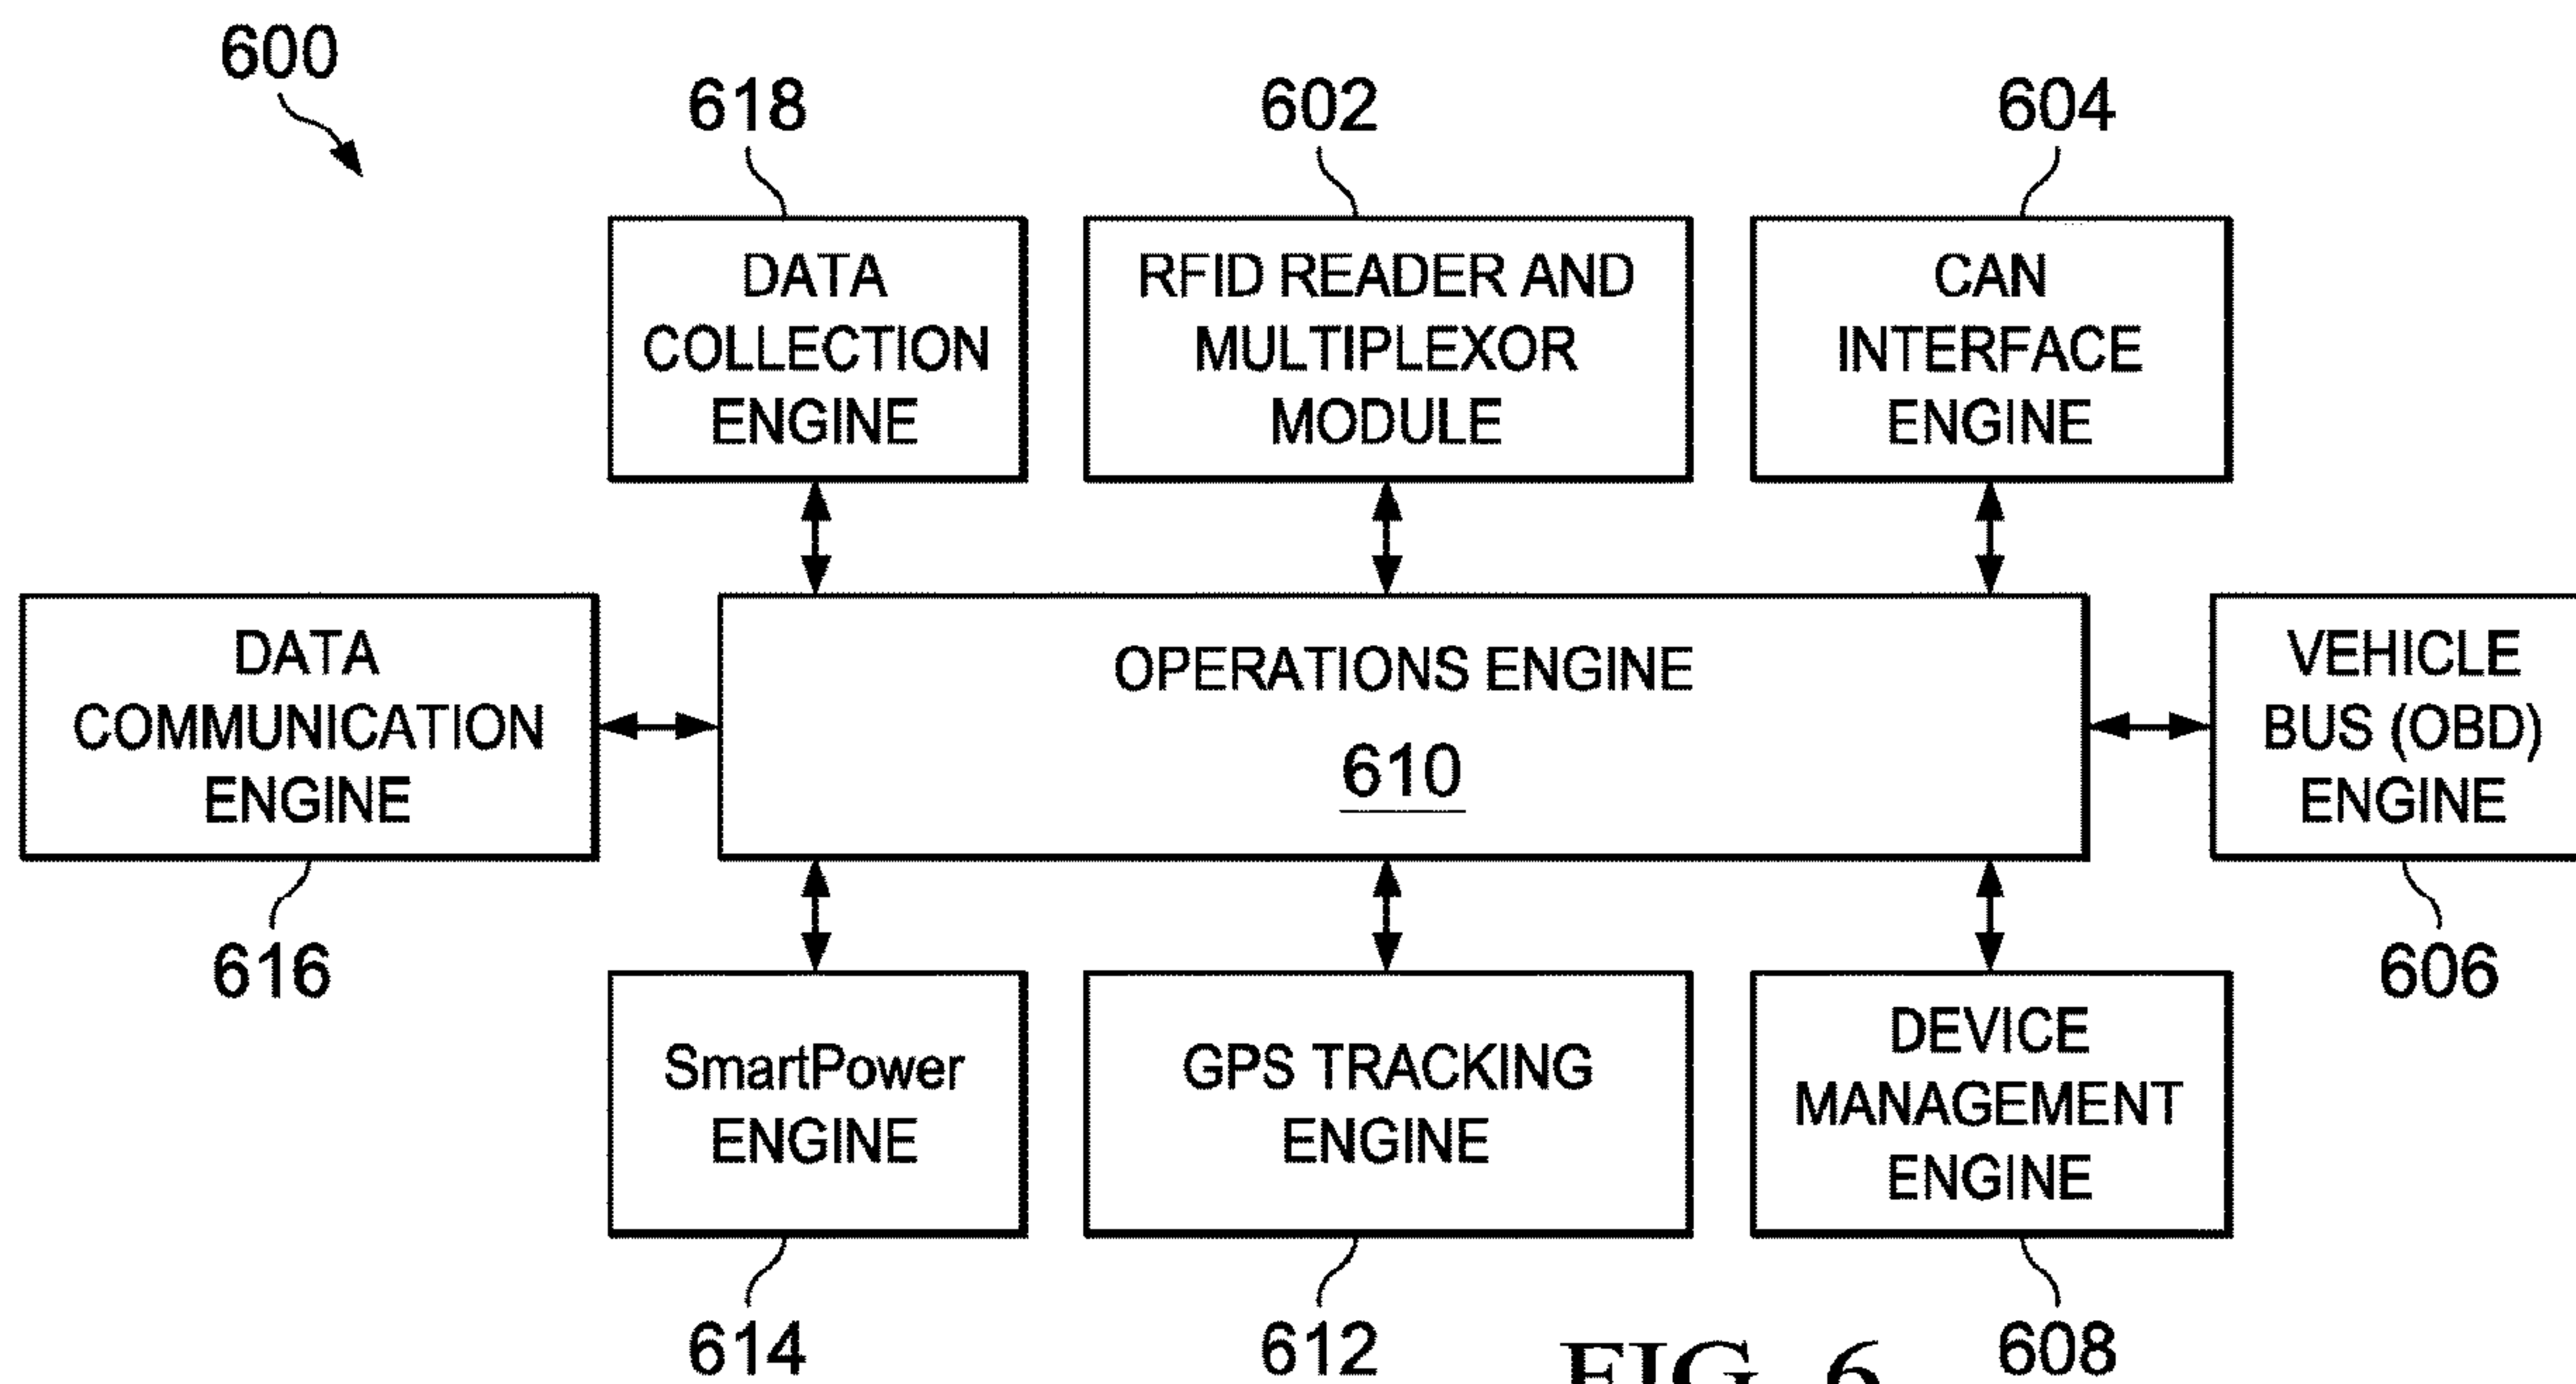 600
618
602
604
DATA
COLLECTION
ENGINE
RFID READER AND
MULTIPLEXOR
MODULE
CAN
INTERFACE
ENGINE
DATA
COMMUNICATION
ENGINE
OPERATIONS ENGINE
610
VEHICLE
BUS (OBD)
ENGINE
616
606
SmartPower
ENGINE
GPS TRACKING
ENGINE
DEVICE
MANAGEMENT
ENGINE
614
612
FIG. 6
608